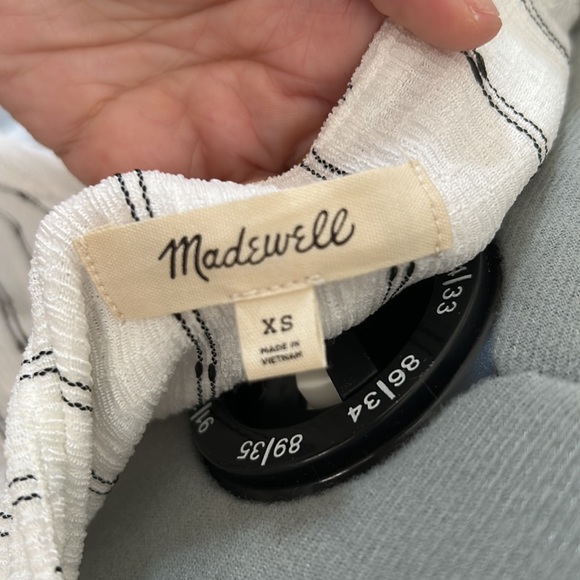 Madewell
XS
MADE IN
VIETNAM
86/34
89/35